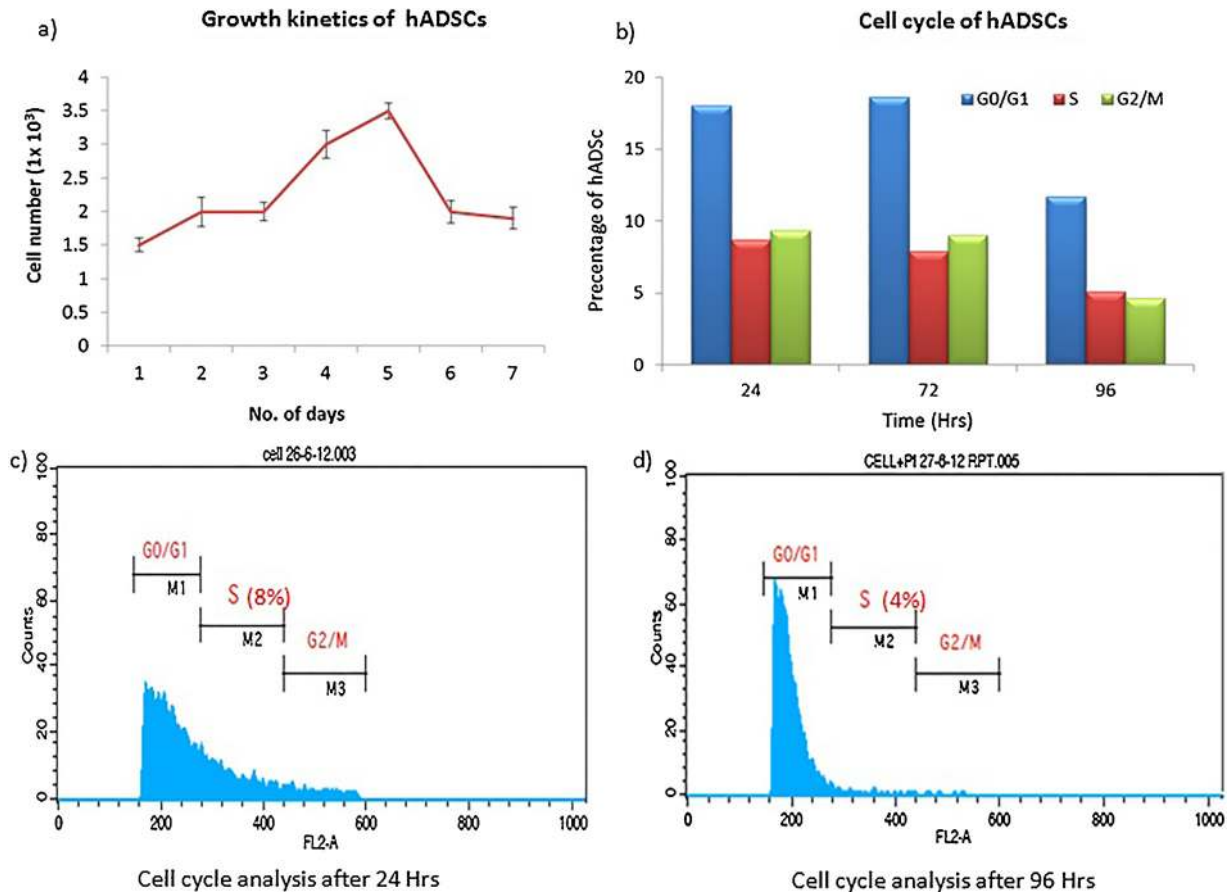 a)
Growth kinetics of hADSCs
Cell number (1x 10³)
4
3.5
3
2.5
2
1.5
1
0.5
0
1 2 3 4 5 6 7
No. of days
b)
Cell cycle of hADSCs
G0/G1 S G2/M
Precentage of hADSc
20
15
10
5
0
24 72 96
Time (Hrs)
c)
cell 26-6-12.003
Counts
100
80
60
40
20
0
G0/G1
M1
S (8%)
M2
G2/M
M3
0 200 400 600 800 1000
FL2-A
Cell cycle analysis after 24 Hrs
d)
CELL+PI 27-6-12 RPT.005
Counts
100
80
60
40
20
0
G0/G1
M1
S (4%)
M2
G2/M
M3
0 200 400 600 800 1000
FL2-A
Cell cycle analysis after 96 Hrs